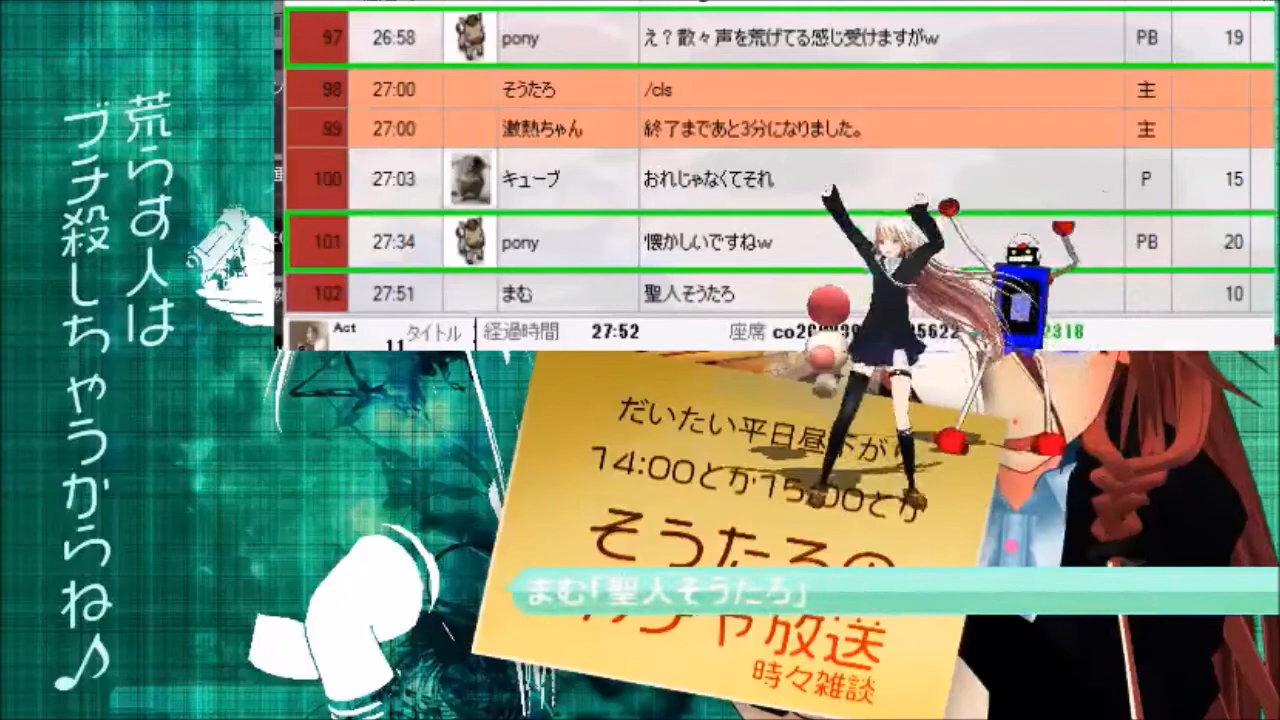 97 26:58 pony え？散々声を荒げてる感じ受けますがw PB 19
98 27:00 そうたろ /cls 主
99 27:00 激熱ちゃん 終了まであと3分になりました。 主
100 27:03 キューブ おれじゃなくてそれ P 15
101 27:34 pony 懐かしいですねw PB 20
102 27:51 まむ 聖人そうたろ 10
Act 11 タイトル 経過時間 27:52 座席
荒らす人は
ブチ殺しちゃうからね♪
だいたい平日昼下がり
14:00とか15:00とか
そうたろの
まむ「聖人そうたろ」
放送
時々雑談